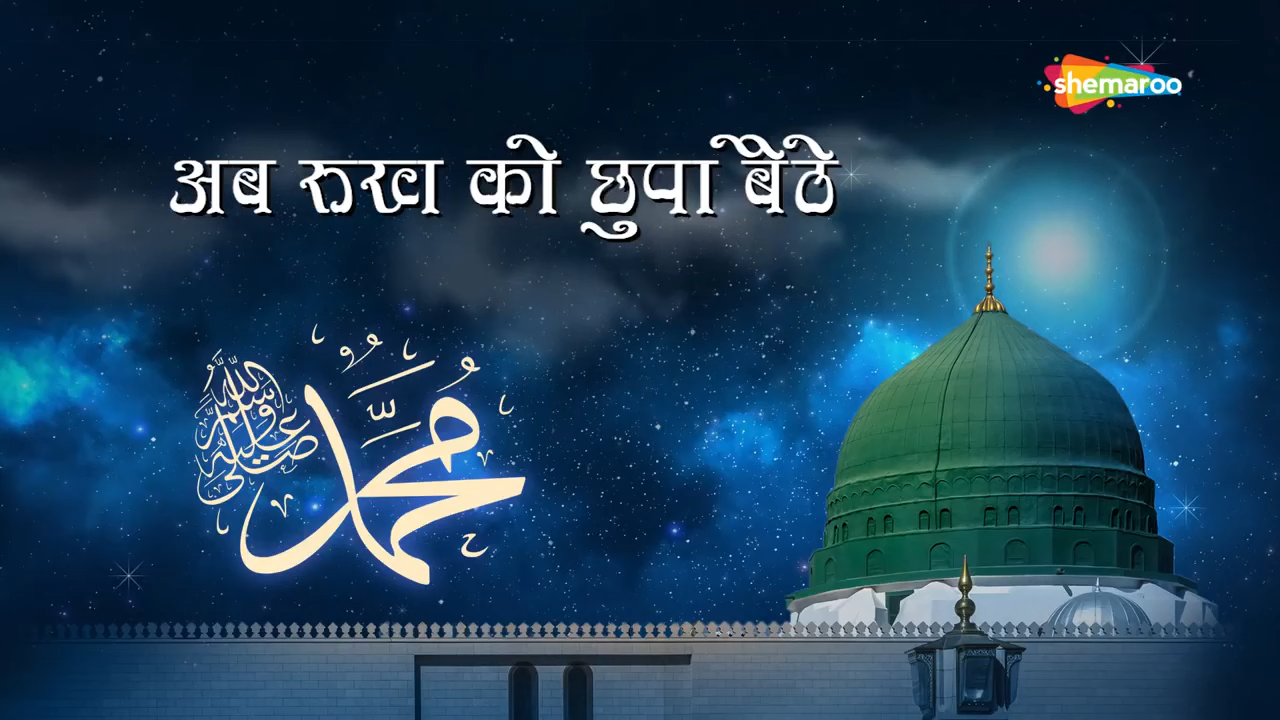 shemaroo
अब रुख को छुपा बैठे
صلى الله عليه وسلم
محمد